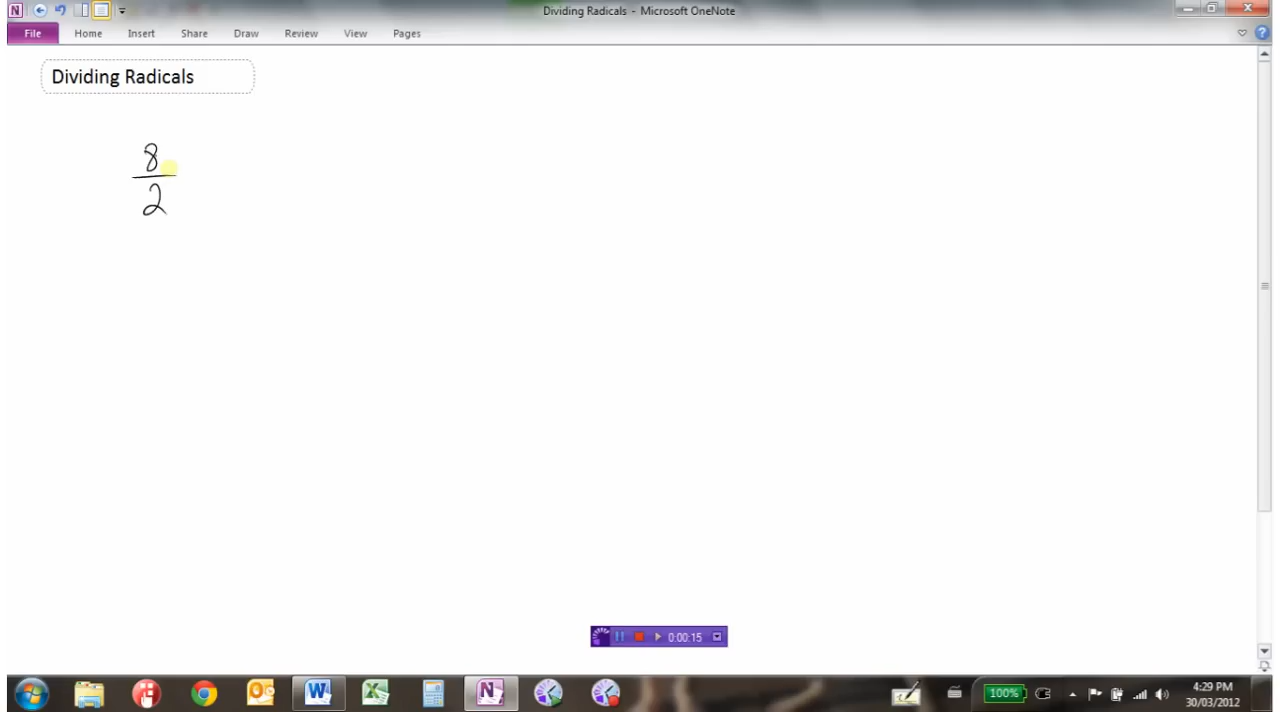 Dividing Radicals - Microsoft OneNote
File Home Insert Share Draw Review View Pages
Dividing Radicals
8
2
0:00:15
100% 4:29 PM
30/03/2012